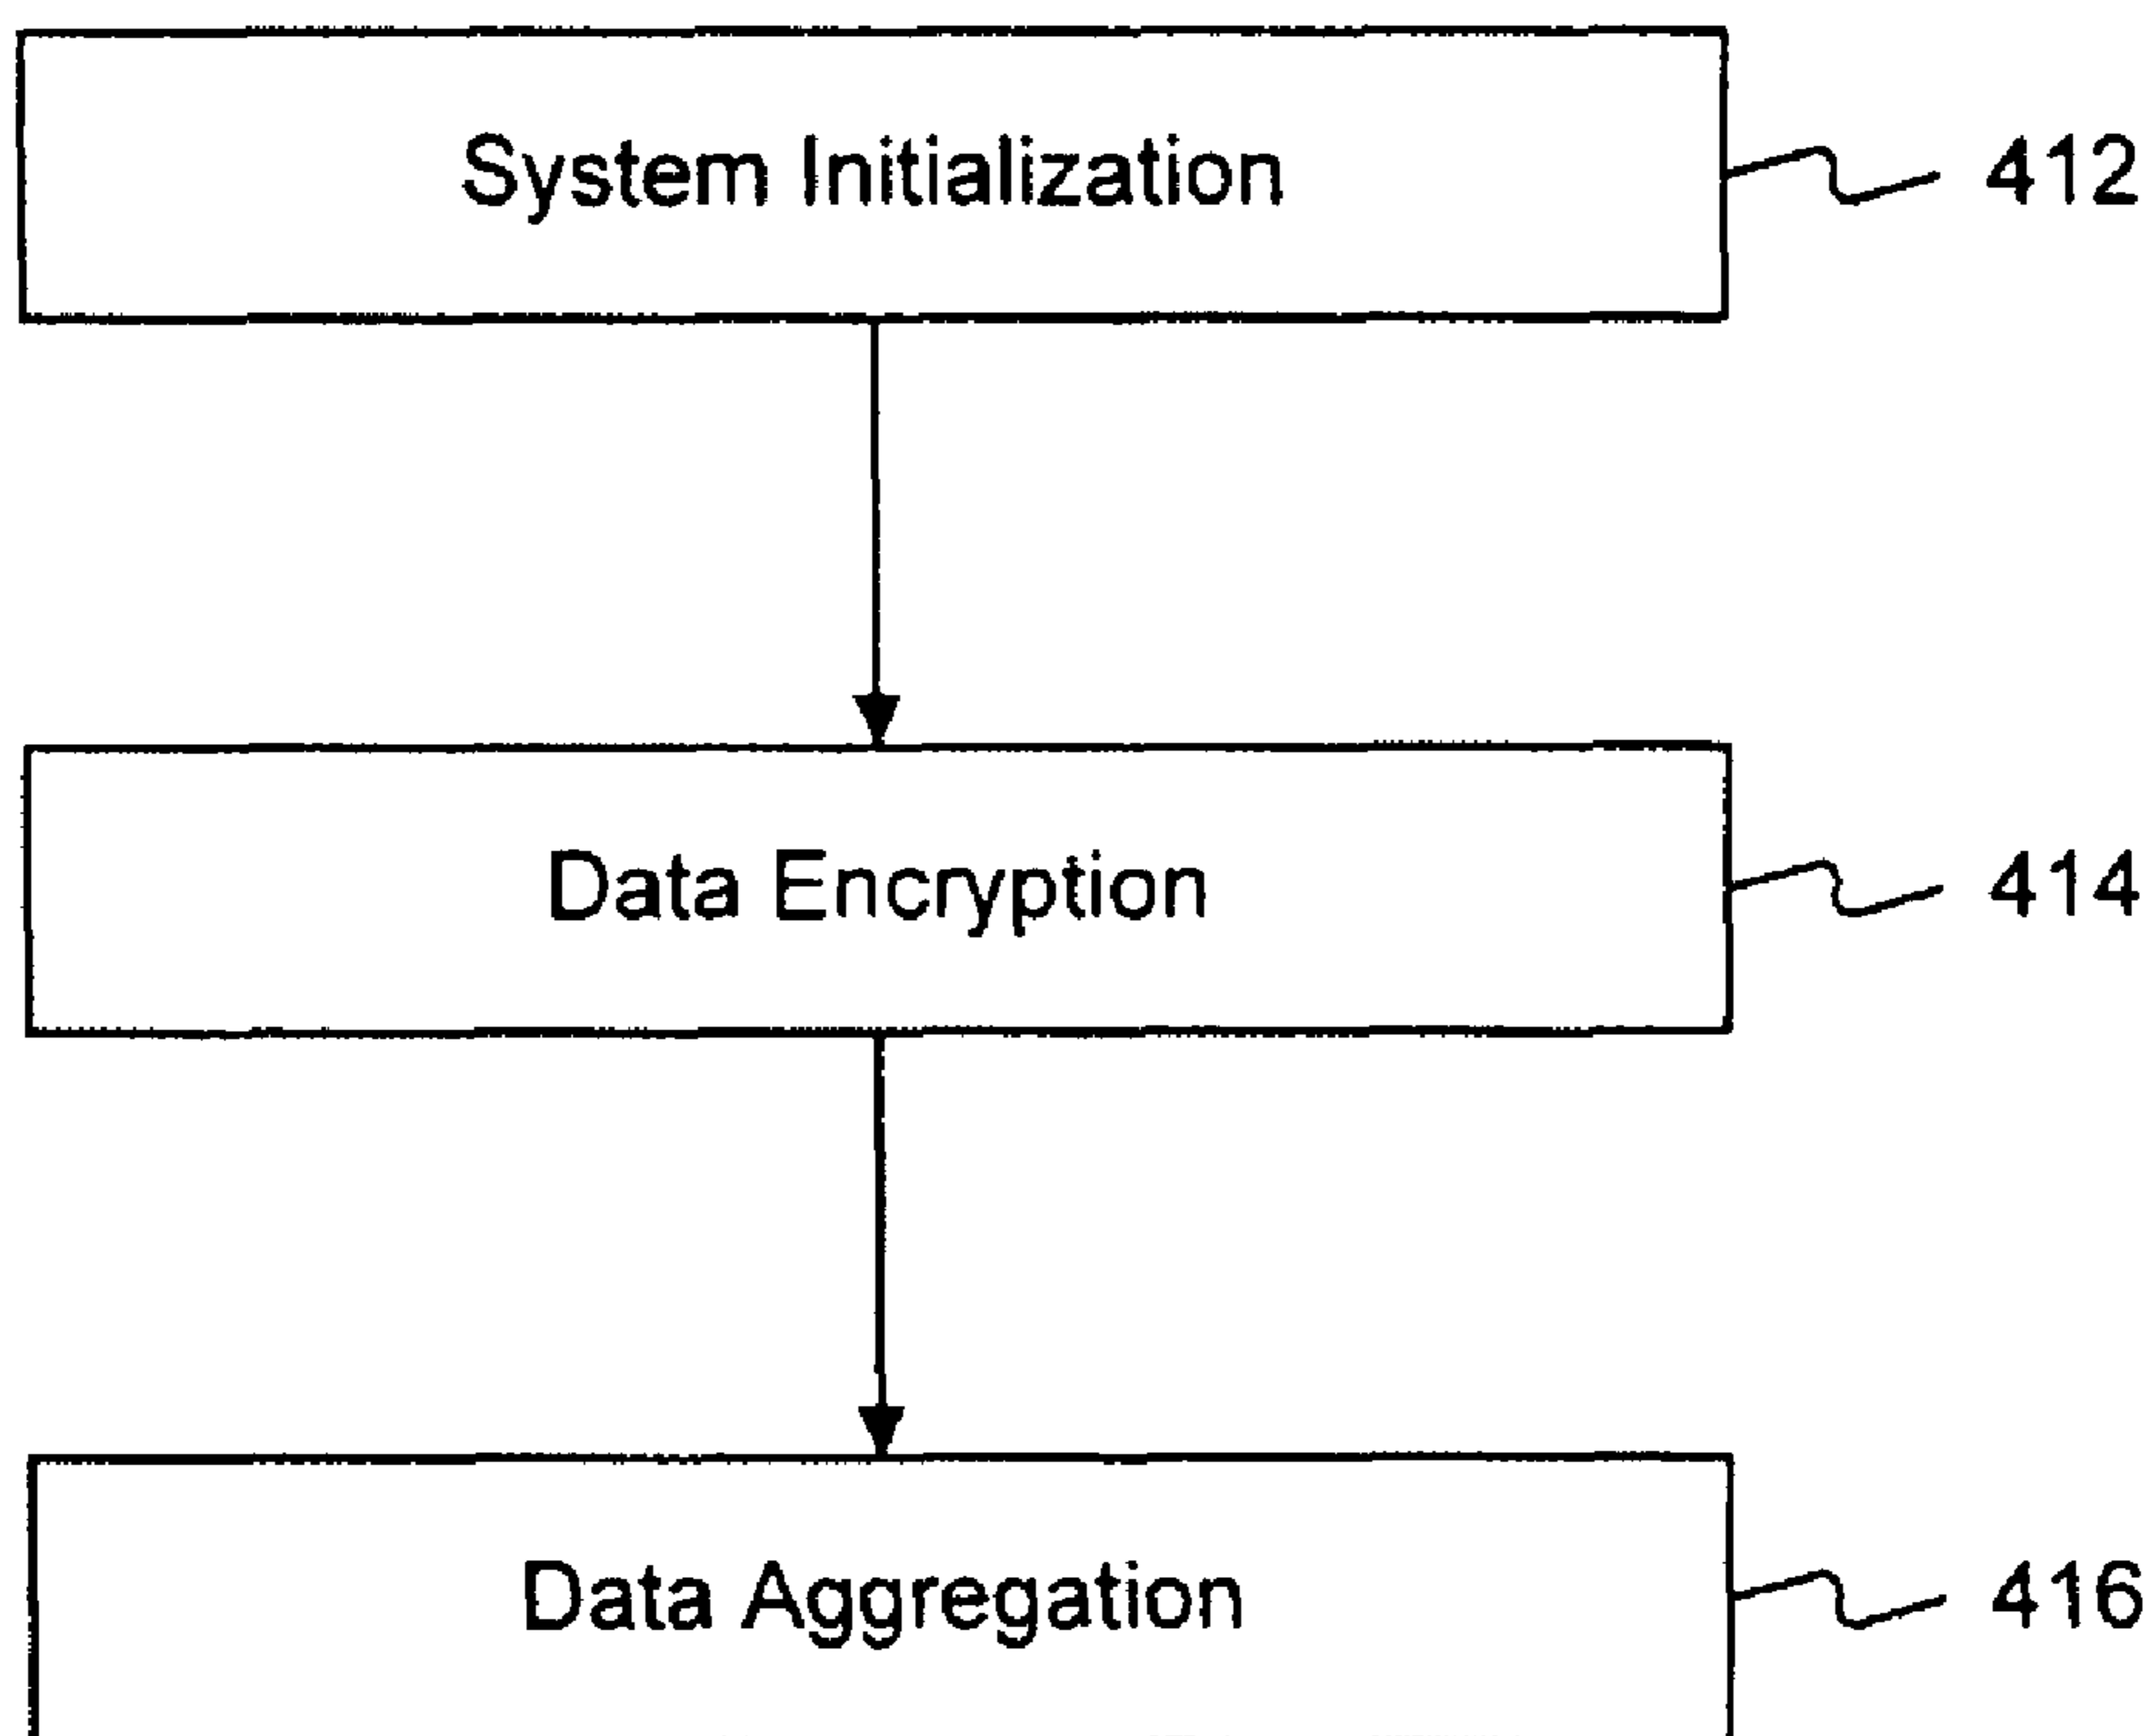 System Initialization 412
Data Encryption 414
Data Aggregation 416